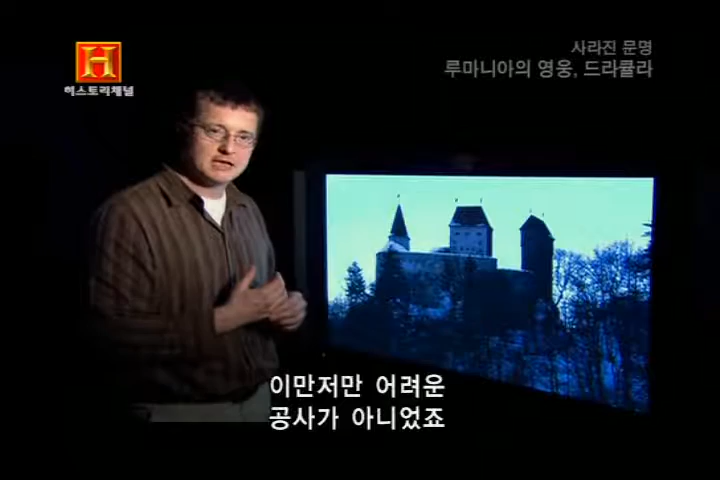 사라진 문명
루마니아의 영웅, 드라큘라
H
히스토리채널
이만저만 어려운
공사가 아니었죠